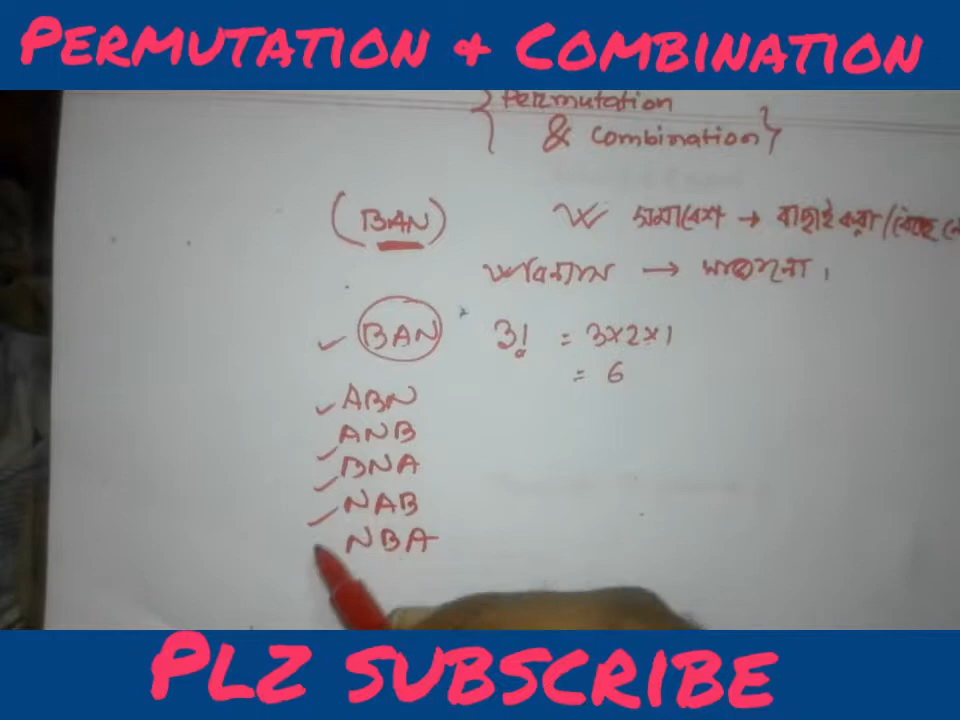 PERMUTATION & COMBINATION
Permutation
& Combination
(BAN)
সমাবেশ → বাছাই করা (বেছে
বিন্যাস → সাজানো।
BAN
3! = 3×2×1
= 6
ABN
ANB
BNA
NAB
NBA
PLZ SUBSCRIBE